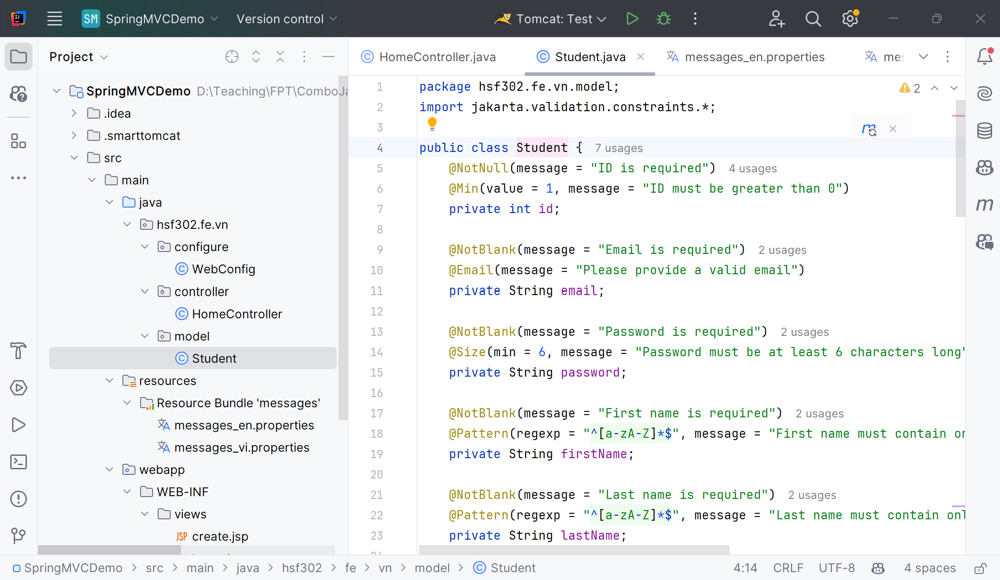 SM SpringMVCDemo Version control Tomcat: Test
Project
SpringMVCDemo D:\Teaching\FPT\ComboJa
.idea
.smarttomcat
src
main
java
hsf302.fe.vn
configure
WebConfig
controller
HomeController
model
Student
resources
Resource Bundle 'messages'
messages_en.properties
messages_vi.properties
webapp
WEB-INF
views
JSP create.jsp
HomeController.java Student.java messages_en.properties mes
2
1 package hsf302.fe.vn.model;
2 import jakarta.validation.constraints.*;
3
4 public class Student { 7 usages
5 @NotNull(message = "ID is required") 4 usages
6 @Min(value = 1, message = "ID must be greater than 0")
7 private int id;
8
9 @NotBlank(message = "Email is required") 2 usages
10 @Email(message = "Please provide a valid email")
11 private String email;
12
13 @NotBlank(message = "Password is required") 2 usages
14 @Size(min = 6, message = "Password must be at least 6 characters long"
15 private String password;
16
17 @NotBlank(message = "First name is required") 2 usages
18 @Pattern(regexp = "^[a-zA-Z]*$", message = "First name must contain on
19 private String firstName;
20
21 @NotBlank(message = "Last name is required") 2 usages
22 @Pattern(regexp = "^[a-zA-Z]*$", message = "Last name must contain onl
23 private String lastName;
SpringMVCDemo > src > main > java > hsf302 > fe > vn > model > Student 4:14 CRLF UTF-8 4 spaces